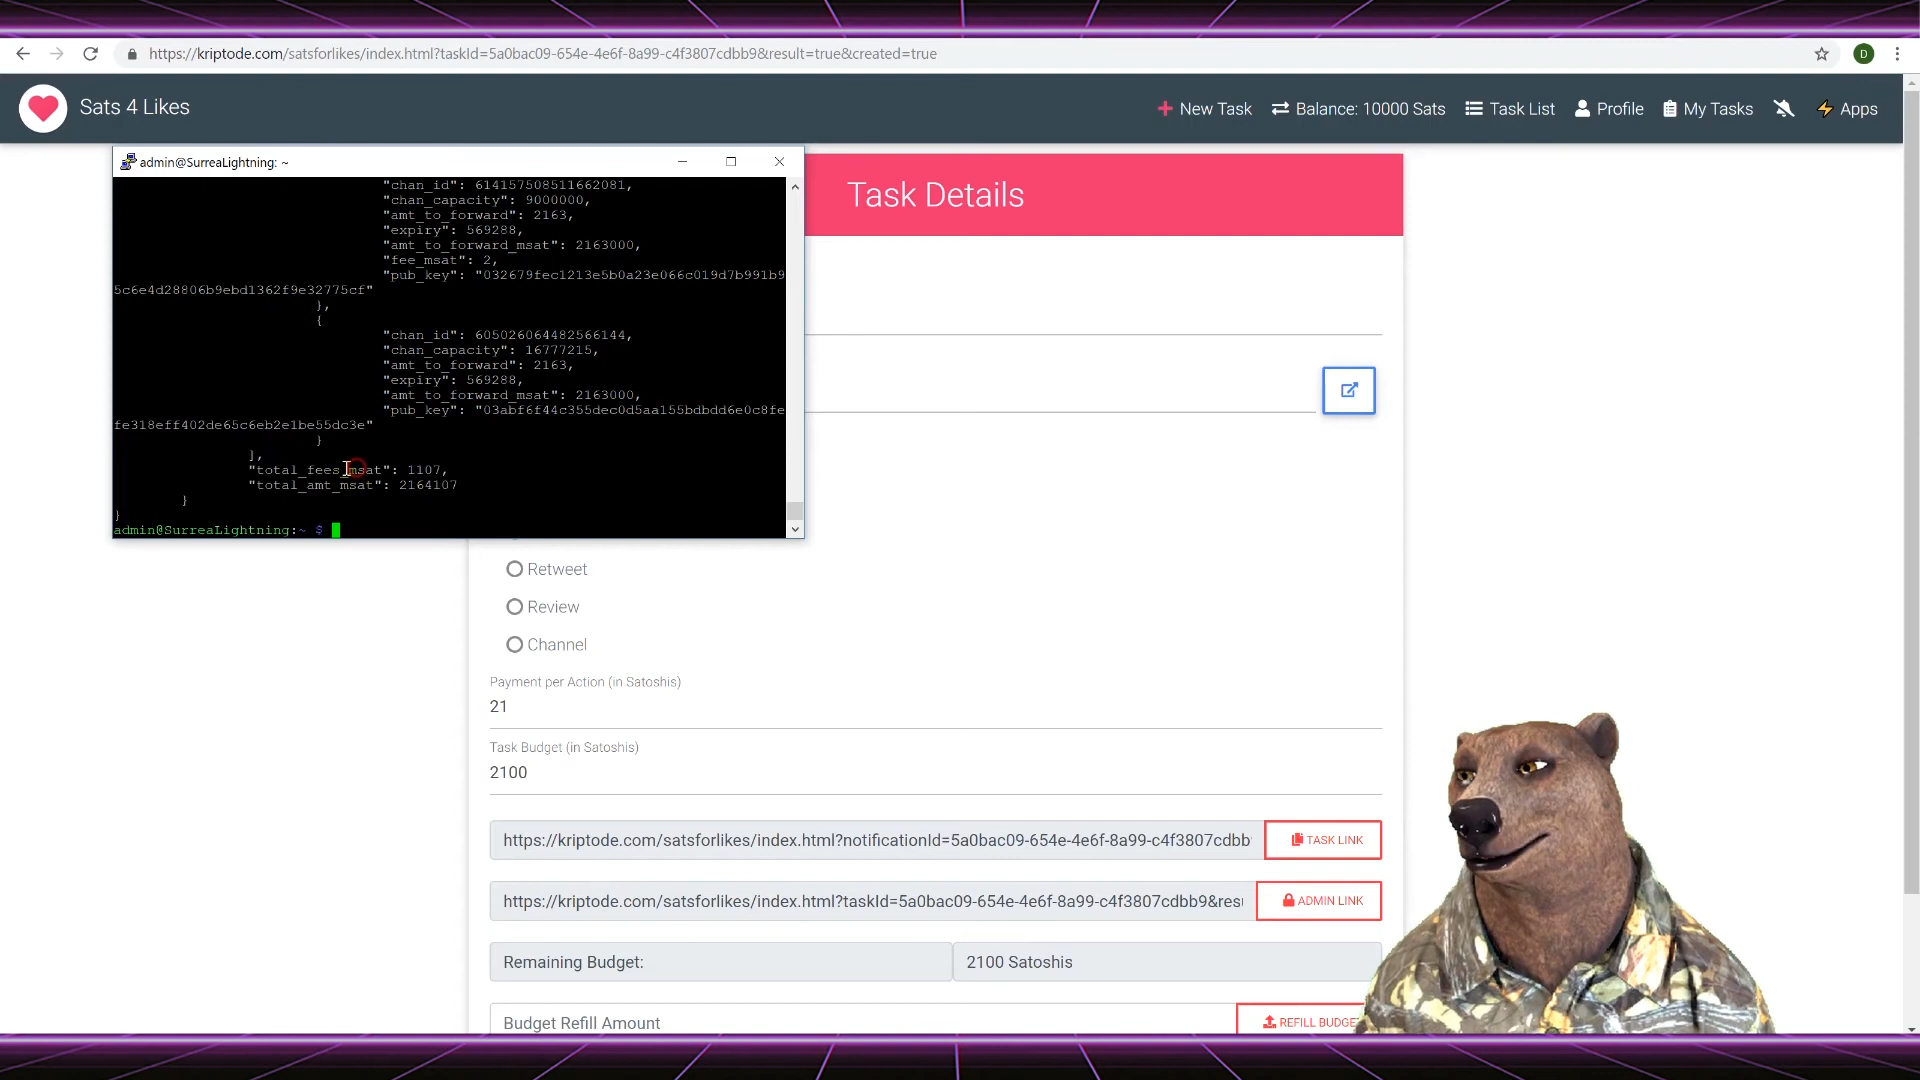 https://kriptode.com/satsforlikes/index.html?taskId=5a0bac09-654e-4e6f-8a99-c4f3807cdbb9&result=true&created=true
D
Sats 4 Likes
New Task
Balance: 10000 Sats
Task List
Profile
My Tasks
Apps
admin@SurreaLightning: ~
"chan_id": 614157508511662081,
"chan_capacity": 9000000,
"amt_to_forward": 2163,
"expiry": 569288,
"amt_to_forward_msat": 2163000,
"fee_msat": 2,
"pub_key": "032679fec1213e5b0a23e066c019d7b991b9
5c6e4d28806b9ebd1362f9e32775cf"
},
{
"chan_id": 605026064482566144,
"chan_capacity": 16777215,
"amt_to_forward": 2163,
"expiry": 569288,
"amt_to_forward_msat": 2163000,
"pub_key": "03abf6f44c355dec0d5aa155bdbdd6e0c8fe
fe318eff402de65c6eb2e1be55dc3e"
}
],
"total_fees_msat": 1107,
"total_amt_msat": 2164107
}
}
admin@SurreaLightning:~ $
Task Details
Retweet
Review
Channel
Payment per Action (in Satoshis)
21
Task Budget (in Satoshis)
2100
https://kriptode.com/satsforlikes/index.html?notificationId=5a0bac09-654e-4e6f-8a99-c4f3807cdbb
TASK LINK
https://kriptode.com/satsforlikes/index.html?taskId=5a0bac09-654e-4e6f-8a99-c4f3807cdbb9&res
ADMIN LINK
Remaining Budget:
2100 Satoshis
Budget Refill Amount
REFILL BUDGE